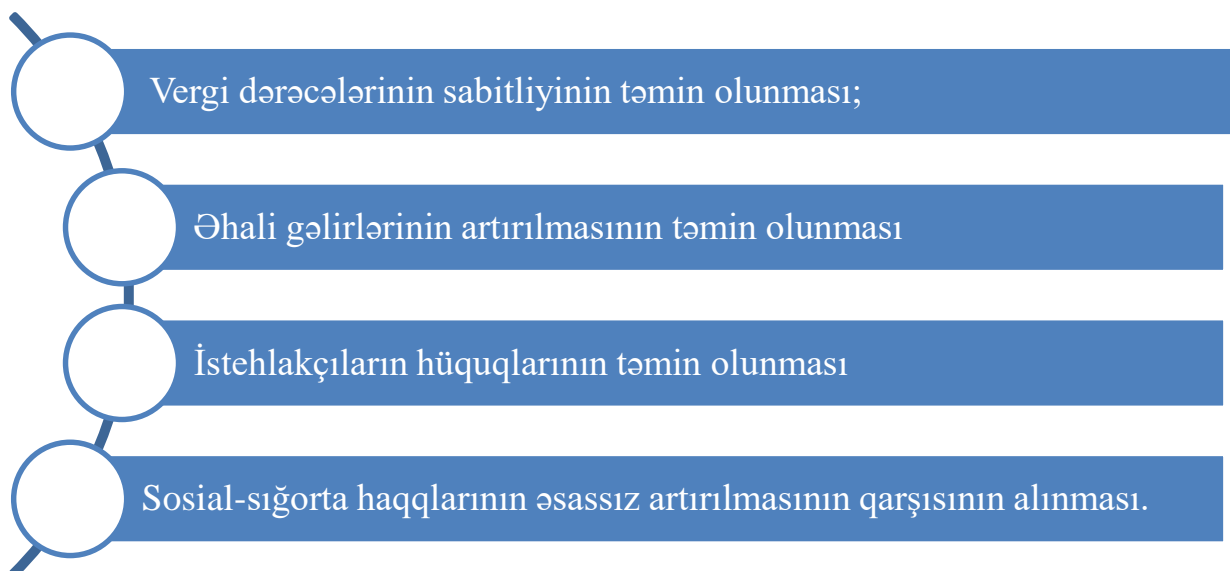 Vergi dərəcələrinin sabitliyinin təmin olunması;
Əhali gəlirlərinin artırılmasının təmin olunması
İstehlakçıların hüquqlarının təmin olunması
Sosial-sığorta haqqlarının əsassız artırılmasının qarşısının alınması.